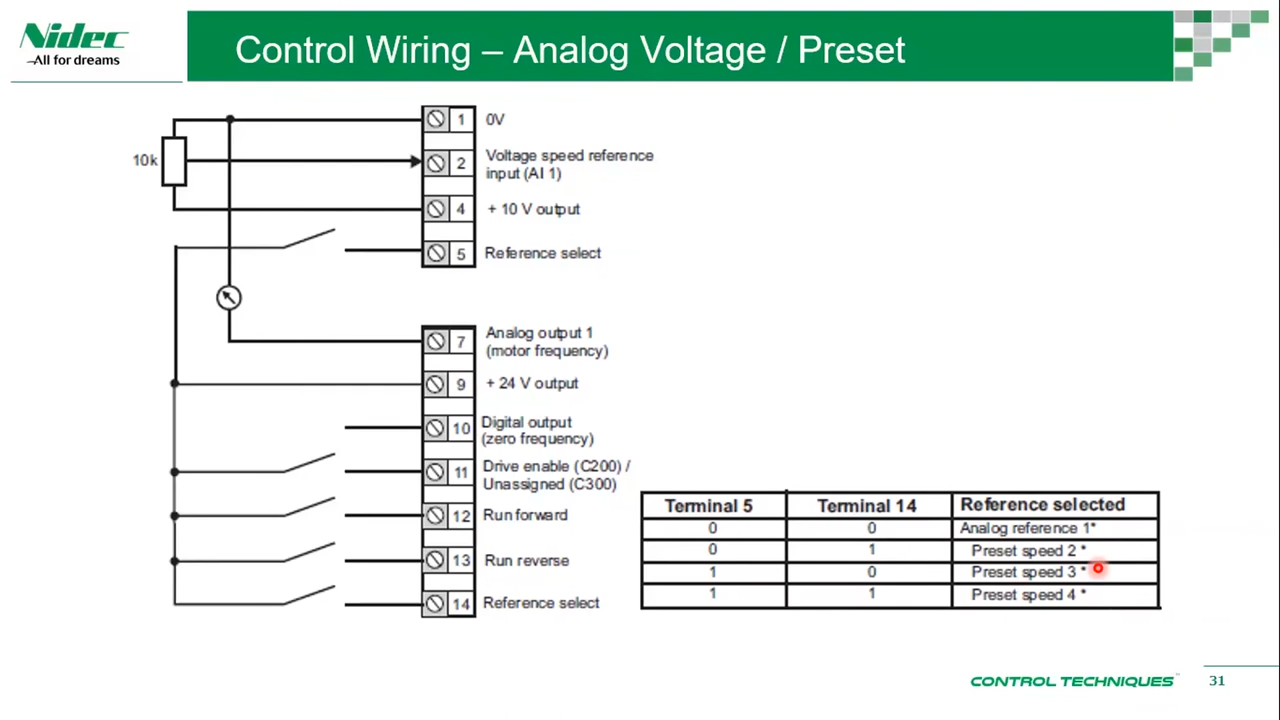 Nidec
All for dreams
Control Wiring – Analog Voltage / Preset
10k
1 0V
2 Voltage speed reference
input (AI 1)
4 + 10 V output
5 Reference select
7 Analog output 1
(motor frequency)
9 + 24 V output
10 Digital output
(zero frequency)
11 Drive enable (C200) /
Unassigned (C300)
12 Run forward
13 Run reverse
14 Reference select
Terminal 5 Terminal 14 Reference selected
0 0 Analog reference 1*
0 1 Preset speed 2 *
1 0 Preset speed 3 *
1 1 Preset speed 4 *
CONTROL TECHNIQUES™ 31